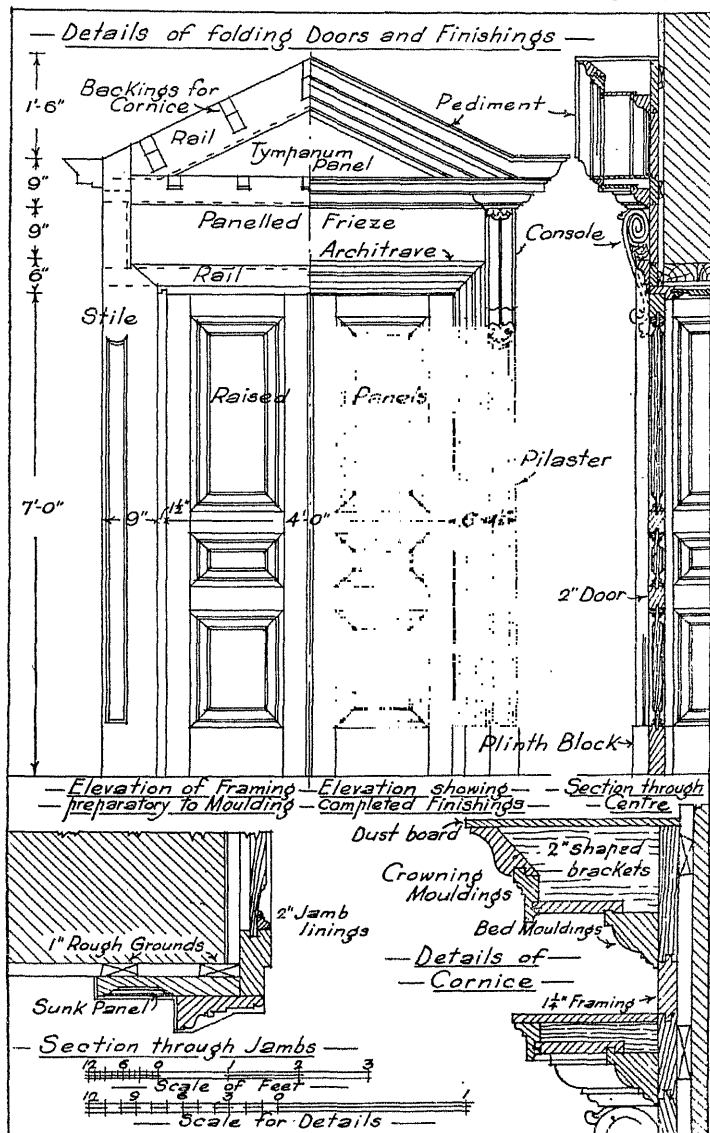 — Details of folding Doors and Finishings —
Backings for
Cornice
Rail
Tympanum
Panel
Pediment
1'-6"
9"
9"
6"
Panelled Frieze
Architrave
Console
Rail
Stile
Raised
Panels
7'-0"
9"
1½"
4'-0"
Pilaster
2" Door
Plinth Block
— Elevation of Framing —
— preparatory to Moulding —
Elevation showing —
completed Finishings —
— Section through
— Centre —
Dust board
2" shaped
brackets
Crowning
Mouldings
Bed Mouldings
2" Jamb
linings
1" Rough Grounds
— Details of —
— Cornice —
1¼" Framing
Sunk Panel
— Section through Jambs —
12 6 0 1 2 3
— Scale of Feet —
12 9 6 3 0 1
— Scale for Details —